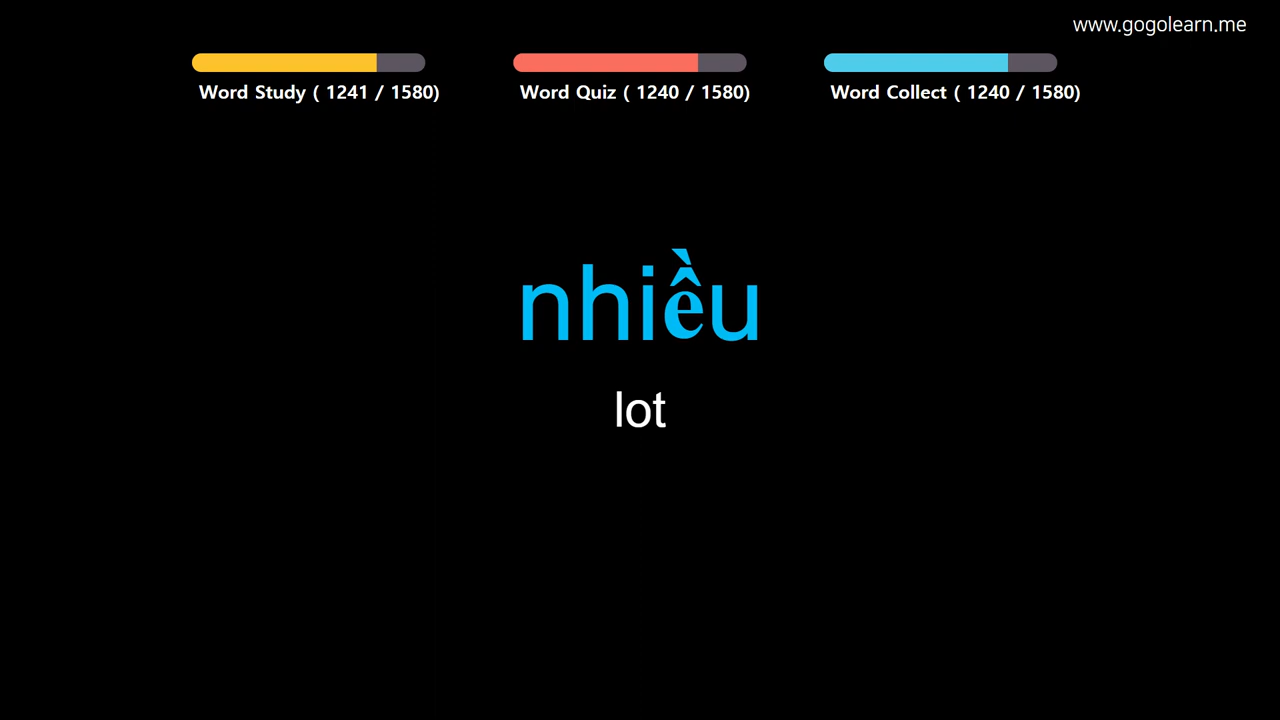 www.gogolearn.me
Word Study ( 1241 / 1580)
Word Quiz ( 1240 / 1580)
Word Collect ( 1240 / 1580)
nhiều
lot